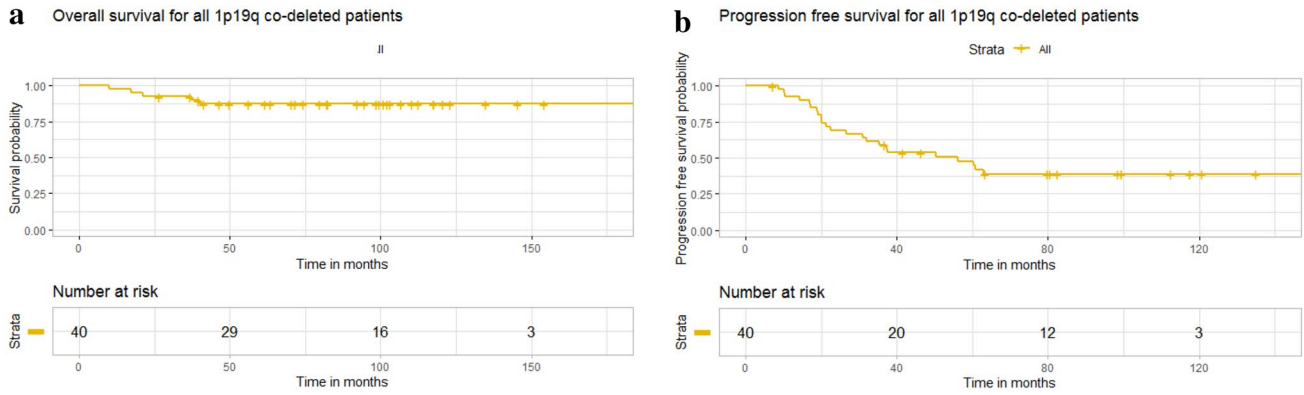 a
Overall survival for all 1p19q co-deleted patients
Survival probability
1.00
0.75
0.50
0.25
0.00
0
50
100
150
Time in months
Number at risk
Strata
40 29 16 3
0 50 100 150
Time in months
b
Progression free survival for all 1p19q co-deleted patients
Strata All
Progression free survival probability
1.00
0.75
0.50
0.25
0.00
0 40 80 120
Time in months
Number at risk
Strata
40 20 12 3
0 40 80 120
Time in months